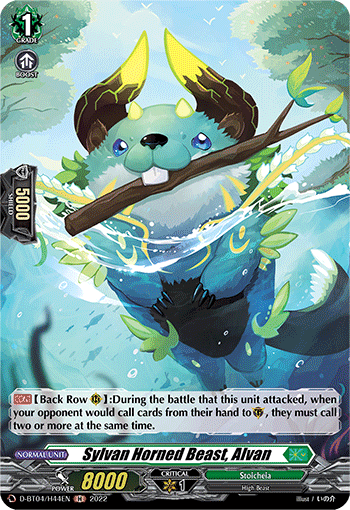 1
GRADE
BOOST
5000
SHIELD
CONT【Back Row R】:During the battle that this unit attacked, when
your opponent would call cards from their hand to G, they must call
two or more at the same time.
NORMAL UNIT
Sylvan Horned Beast, Alvan
POWER 8000
CRITICAL
1
Stoicheia
High Beast
D-BT04/H44EN H 2022
Illust / いの介